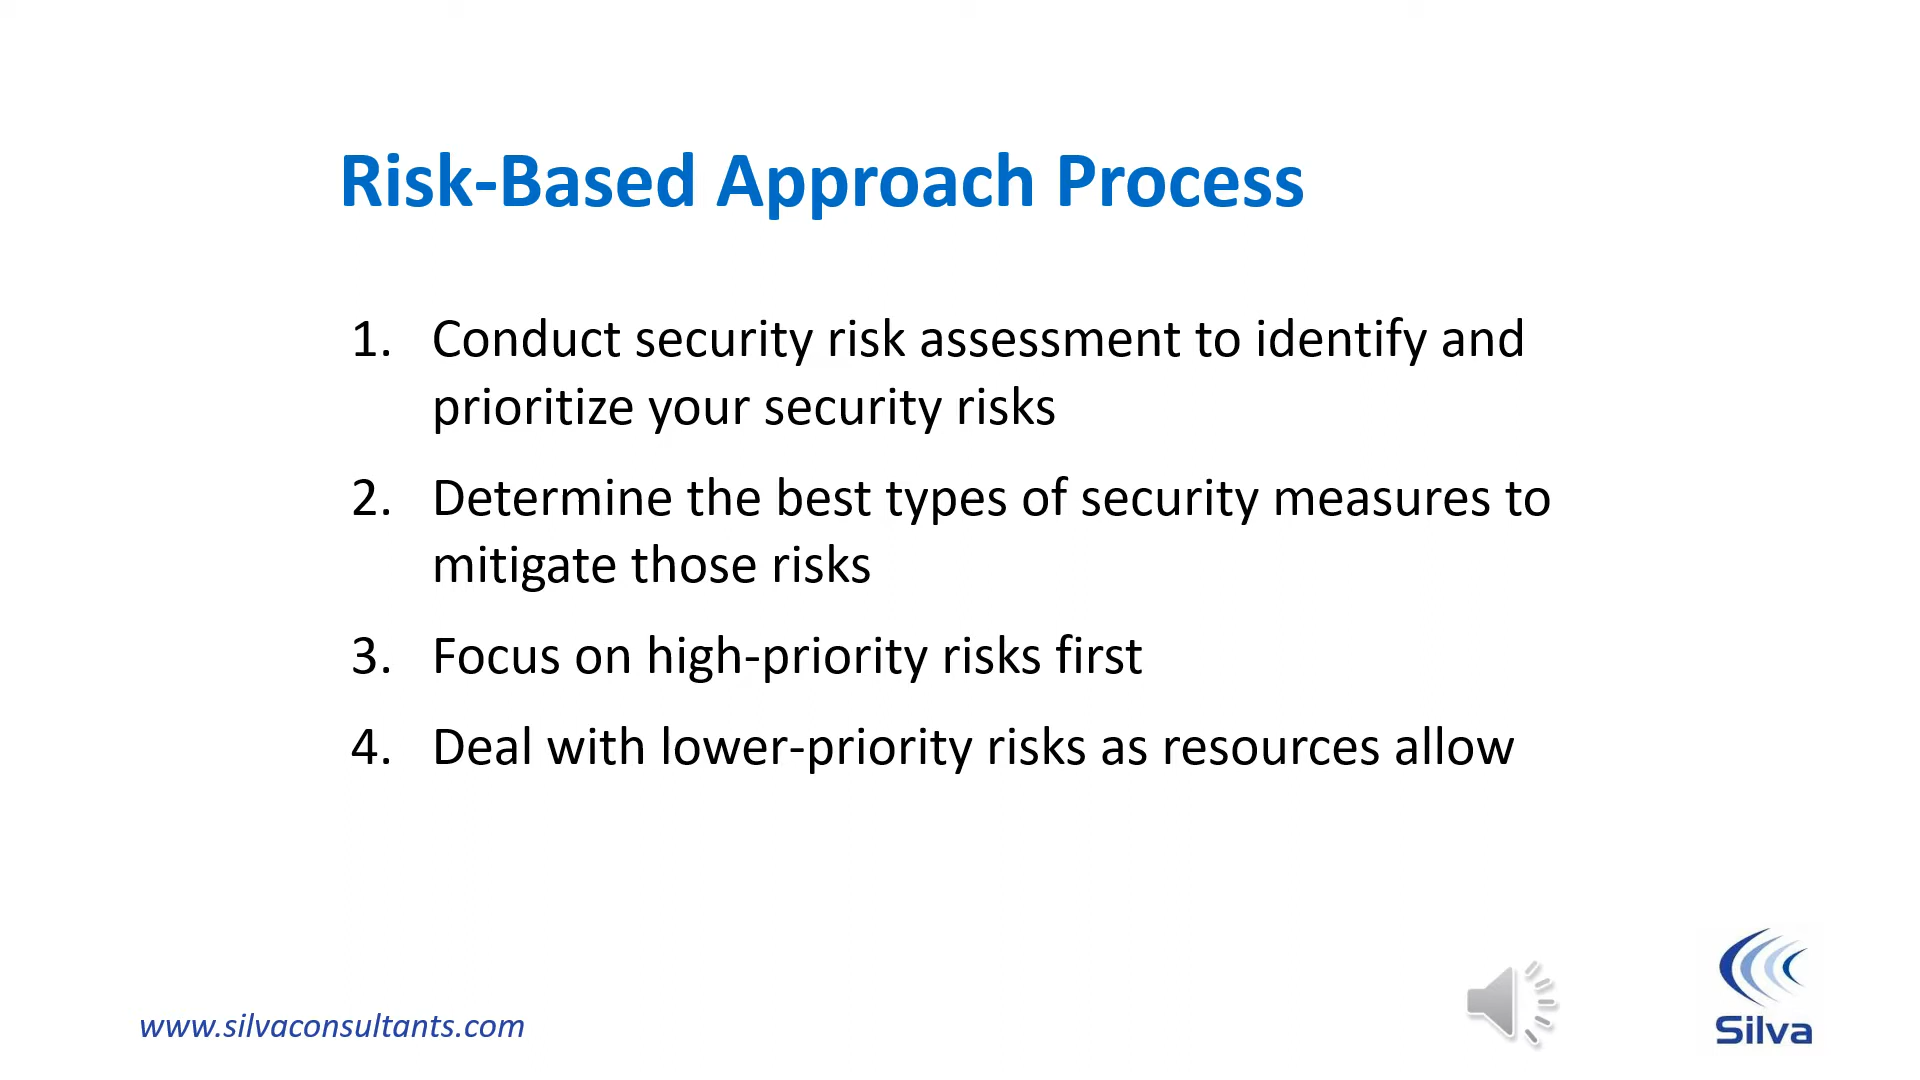 Risk-Based Approach Process
1. Conduct security risk assessment to identify and
prioritize your security risks
2. Determine the best types of security measures to
mitigate those risks
3. Focus on high-priority risks first
4. Deal with lower-priority risks as resources allow
www.silvaconsultants.com
Silva